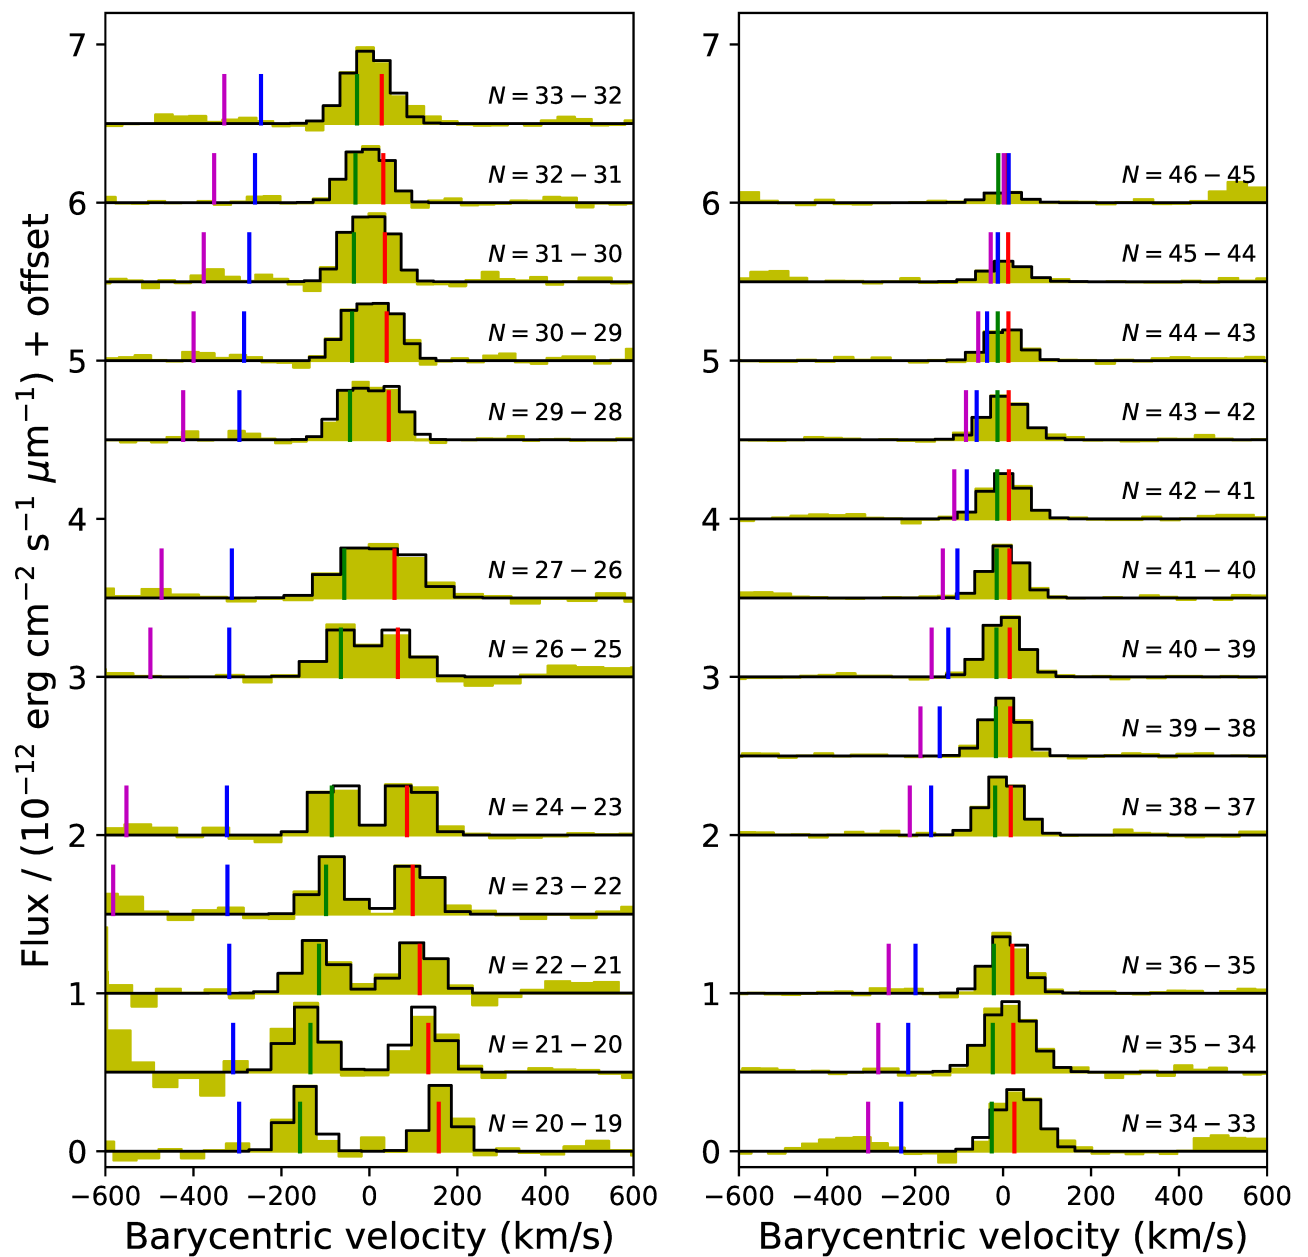 Flux / (10⁻¹² erg cm⁻² s⁻¹ μm⁻¹) + offset
7
6
5
4
3
2
1
0
N = 33 − 32
N = 32 − 31
N = 31 − 30
N = 30 − 29
N = 29 − 28
N = 27 − 26
N = 26 − 25
N = 24 − 23
N = 23 − 22
N = 22 − 21
N = 21 − 20
N = 20 − 19
−600 −400 −200 0 200 400 600
Barycentric velocity (km/s)
7
6
5
4
3
2
1
0
N = 46 − 45
N = 45 − 44
N = 44 − 43
N = 43 − 42
N = 42 − 41
N = 41 − 40
N = 40 − 39
N = 39 − 38
N = 38 − 37
N = 36 − 35
N = 35 − 34
N = 34 − 33
−600 −400 −200 0 200 400 600
Barycentric velocity (km/s)